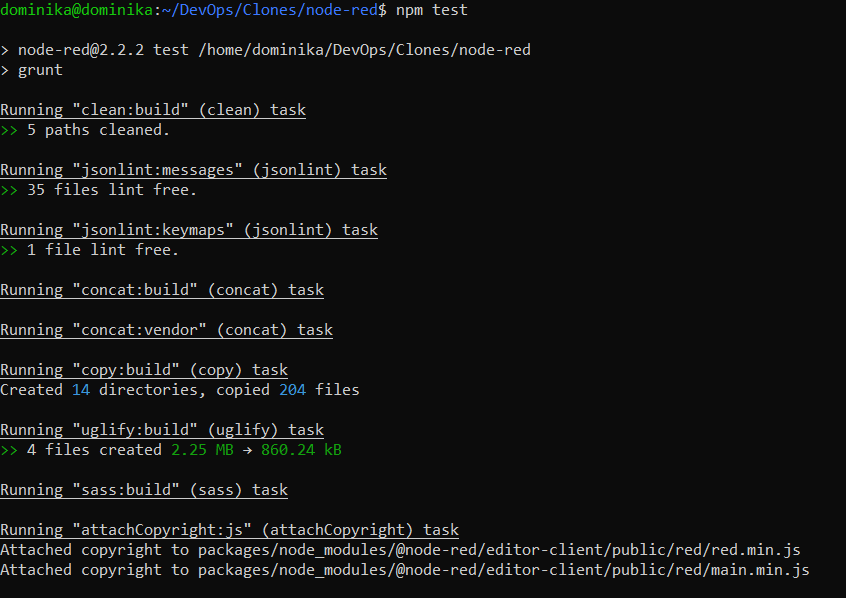 dominika@dominika:~/DevOps/Clones/node-red$ npm test
> node-red@2.2.2 test /home/dominika/DevOps/Clones/node-red
> grunt
Running "clean:build" (clean) task
>> 5 paths cleaned.
Running "jsonlint:messages" (jsonlint) task
>> 35 files lint free.
Running "jsonlint:keymaps" (jsonlint) task
>> 1 file lint free.
Running "concat:build" (concat) task
Running "concat:vendor" (concat) task
Running "copy:build" (copy) task
Created 14 directories, copied 204 files
Running "uglify:build" (uglify) task
>> 4 files created 2.25 MB → 860.24 kB
Running "sass:build" (sass) task
Running "attachCopyright:js" (attachCopyright) task
Attached copyright to packages/node_modules/@node-red/editor-client/public/red/red.min.js
Attached copyright to packages/node_modules/@node-red/editor-client/public/red/main.min.js